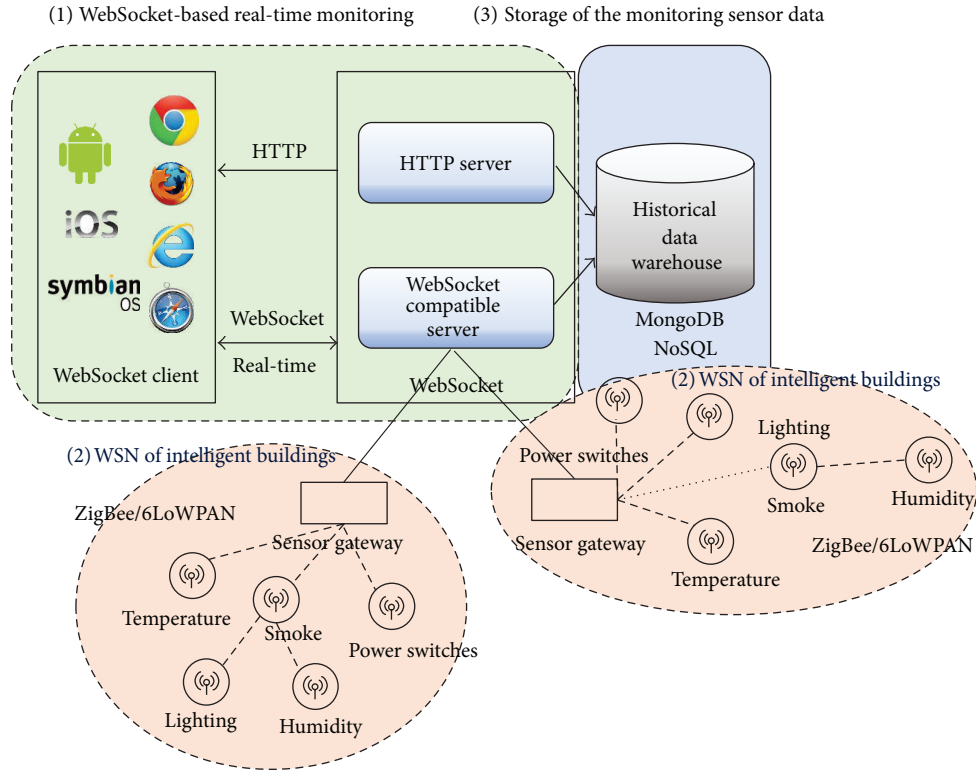 (1) WebSocket-based real-time monitoring
(3) Storage of the monitoring sensor data
iOS
symbian
OS
WebSocket client
HTTP
WebSocket
Real-time
HTTP server
WebSocket
compatible
server
WebSocket
Historical
data
warehouse
MongoDB
NoSQL
(2) WSN of intelligent buildings
ZigBee/6LoWPAN
Sensor gateway
Temperature
Smoke
Power switches
Lighting
Humidity
(2) WSN of intelligent buildings
Power switches
Lighting
Smoke
Humidity
Sensor gateway
ZigBee/6LoWPAN
Temperature